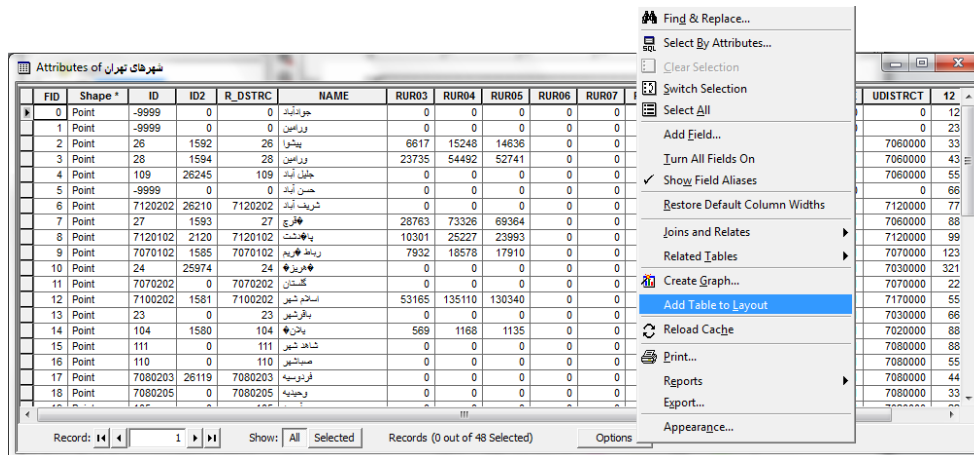 Find & Replace...
Select By Attributes...
Clear Selection
Switch Selection
Select All
Add Field...
Turn All Fields On
Show Field Aliases
Restore Default Column Widths
Joins and Relates
Related Tables
Create Graph...
Add Table to Layout
Reload Cache
Print...
Reports
Export...
Appearance...
Attributes of شهرهای تهران
FID Shape * ID ID2 R_DSTRC NAME RUR03 RUR04 RUR05 RUR06 RUR07 UDISTRCT 12
0 Point -9999 0 0 جوادآباد 0 0 0 0 0 0 12
1 Point -9999 0 0 ورامین 0 0 0 0 0 0 23
2 Point 26 1592 26 پیشوا 6617 15248 14636 0 0 7060000 33
3 Point 28 1594 28 ورامین 23735 54492 52741 0 0 7060000 43
4 Point 109 26245 109 جلیل آباد 0 0 0 0 0 7060000 55
5 Point -9999 0 0 حسن آباد 0 0 0 0 0 0 66
6 Point 7120202 26210 7120202 شریف آباد 0 0 0 0 0 7120000 77
7 Point 27 1593 27 �قرچ 28763 73326 69364 0 0 7060000 88
8 Point 7120102 2120 7120102 پا�دشت 10301 25227 23993 0 0 7120000 99
9 Point 7070102 1585 7070102 رباط �ریم 7932 18578 17910 0 0 7070000 123
10 Point 24 25974 24 �هریز� 0 0 0 0 0 7030000 321
11 Point 7070202 0 7070202 گلستان 0 0 0 0 0 7070000 22
12 Point 7100202 1581 7100202 اسلام شهر 53165 135110 130340 0 0 7170000 55
13 Point 23 0 23 باقرشهر 0 0 0 0 0 7030000 66
14 Point 104 1580 104 �یلان 569 1168 1135 0 0 7020000 88
15 Point 111 0 111 شاهد شهر 0 0 0 0 0 7080000 88
16 Point 110 0 110 صباشهر 0 0 0 0 0 7080000 55
17 Point 7080203 26119 7080203 فردوسیه 0 0 0 0 0 7080000 44
18 Point 7080205 0 7080205 وحیدیه 0 0 0 0 0 7080000 33
Record: 1 Show: All Selected Records (0 out of 48 Selected) Options